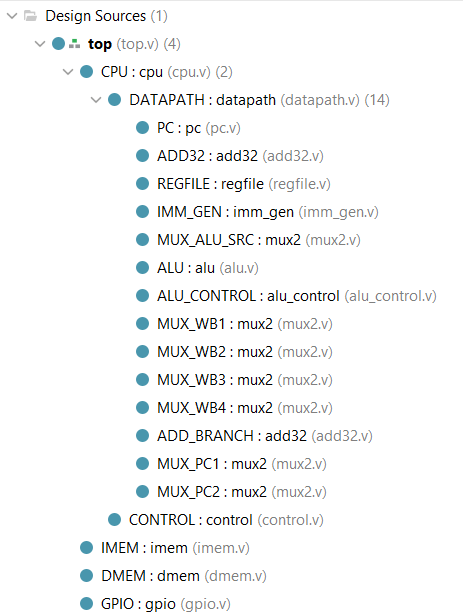 Design Sources (1)
top (top.v) (4)
CPU : cpu (cpu.v) (2)
DATAPATH : datapath (datapath.v) (14)
PC : pc (pc.v)
ADD32 : add32 (add32.v)
REGFILE : regfile (regfile.v)
IMM_GEN : imm_gen (imm_gen.v)
MUX_ALU_SRC : mux2 (mux2.v)
ALU : alu (alu.v)
ALU_CONTROL : alu_control (alu_control.v)
MUX_WB1 : mux2 (mux2.v)
MUX_WB2 : mux2 (mux2.v)
MUX_WB3 : mux2 (mux2.v)
MUX_WB4 : mux2 (mux2.v)
ADD_BRANCH : add32 (add32.v)
MUX_PC1 : mux2 (mux2.v)
MUX_PC2 : mux2 (mux2.v)
CONTROL : control (control.v)
IMEM : imem (imem.v)
DMEM : dmem (dmem.v)
GPIO : gpio (gpio.v)